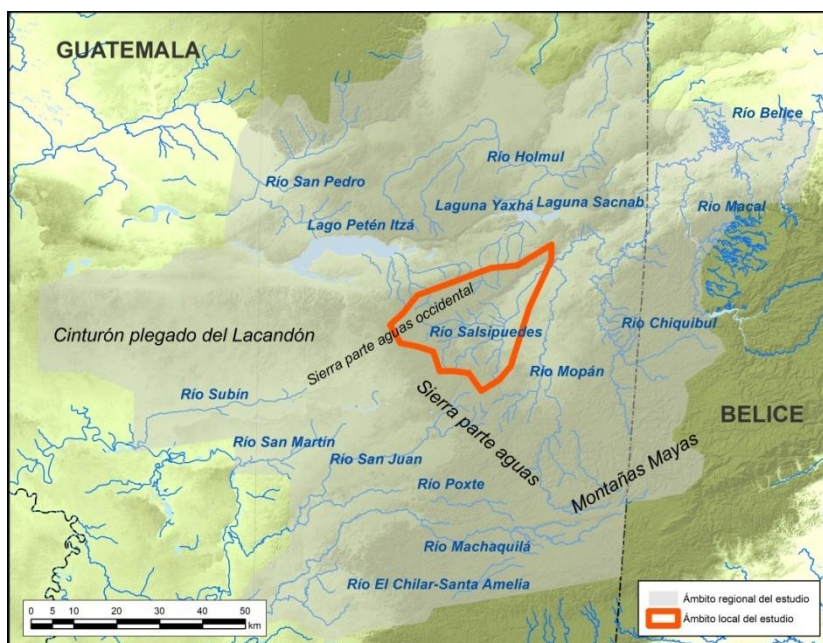 GUATEMALA
Río Belice
Río Holmul
Río San Pedro
Laguna Yaxhá
Laguna Sacnab
Río Macal
Lago Petén Itzá
Cinturón plegado del Lacandón
Sierra parte aguas occidental
Río Salsipuedes
Río Chiquibul
Río Mopán
Río Subín
Sierra parte aguas
BELICE
Río San Martín
Río San Juan
Montañas Mayas
Río Poxte
Río Machaquilá
Río El Chilar-Santa Amelia
0 5 10 20 30 40 50
km
Ámbito regional del estudio
Ámbito local del estudio